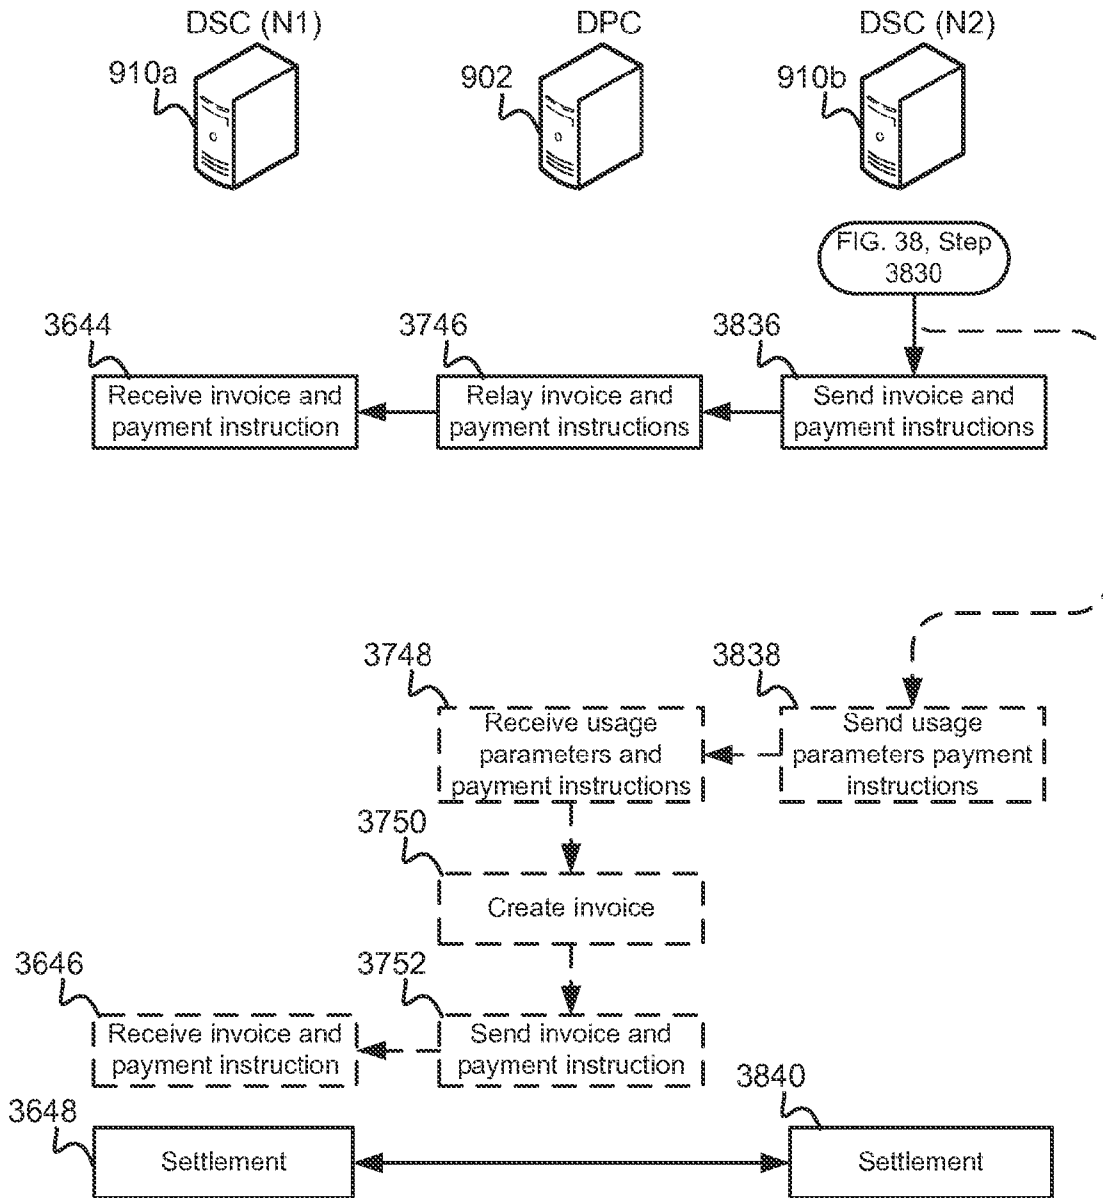 DSC (N1)
DPC
DSC (N2)
910a
902
910b
FIG. 38, Step
3830
3644
3746
3836
Receive invoice and
payment instruction
Relay invoice and
payment instructions
Send invoice and
payment instructions
3748
3838
Receive usage
parameters and
payment instructions
Send usage
parameters payment
instructions
3750
Create invoice
3646
3752
Receive invoice and
payment instruction
Send invoice and
payment instruction
3648
3840
Settlement
Settlement